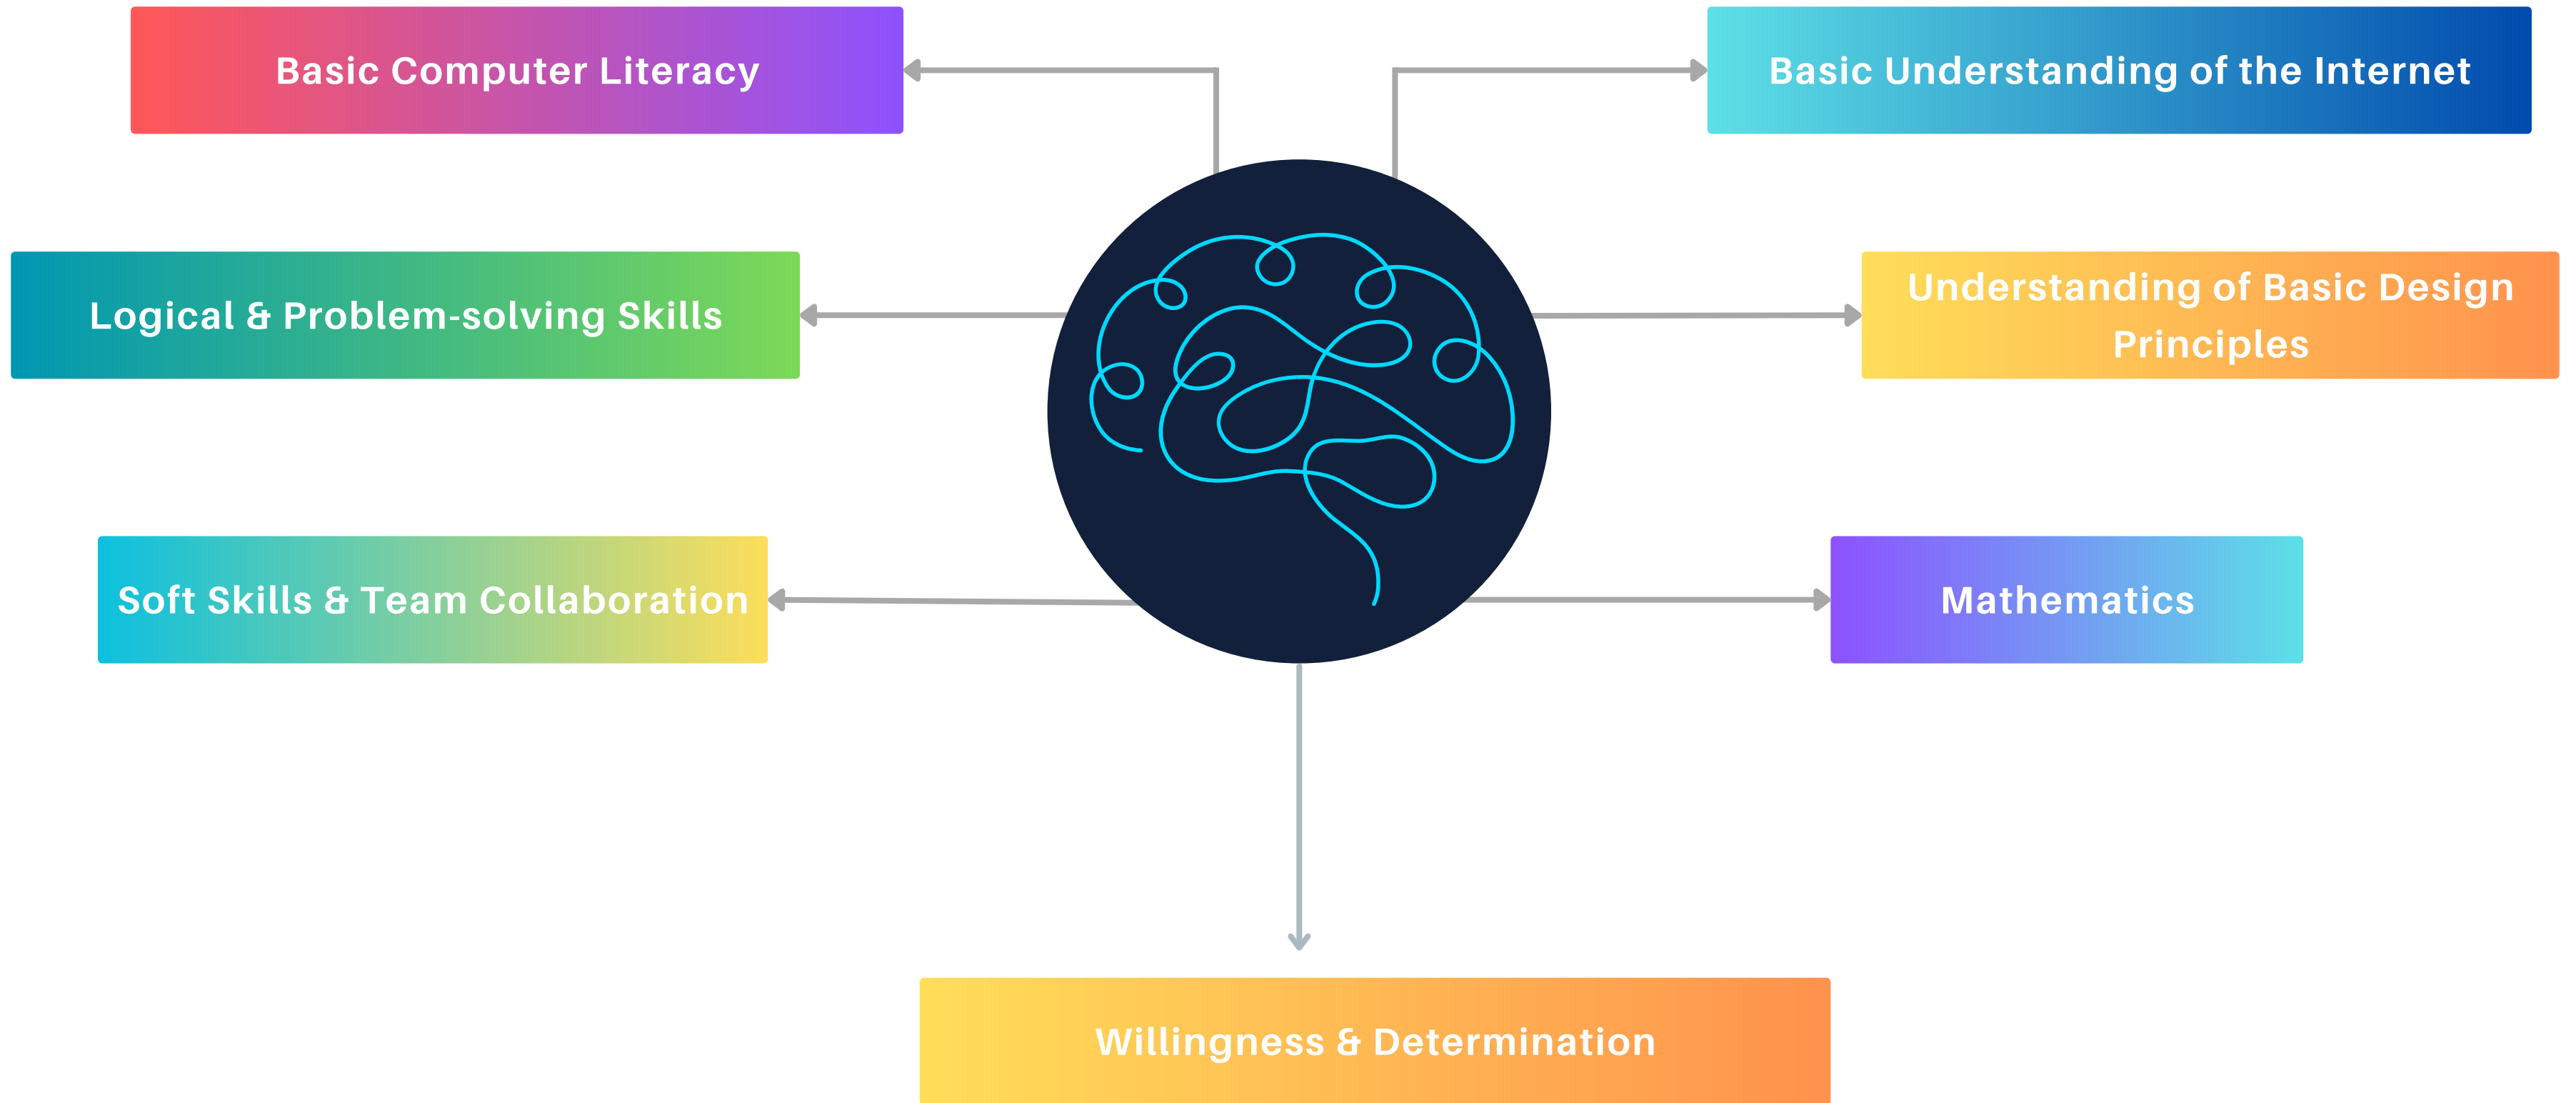 Basic Computer Literacy
Basic Understanding of the Internet
Logical & Problem-solving Skills
Understanding of Basic Design
Principles
Soft Skills & Team Collaboration
Mathematics
Willingness & Determination